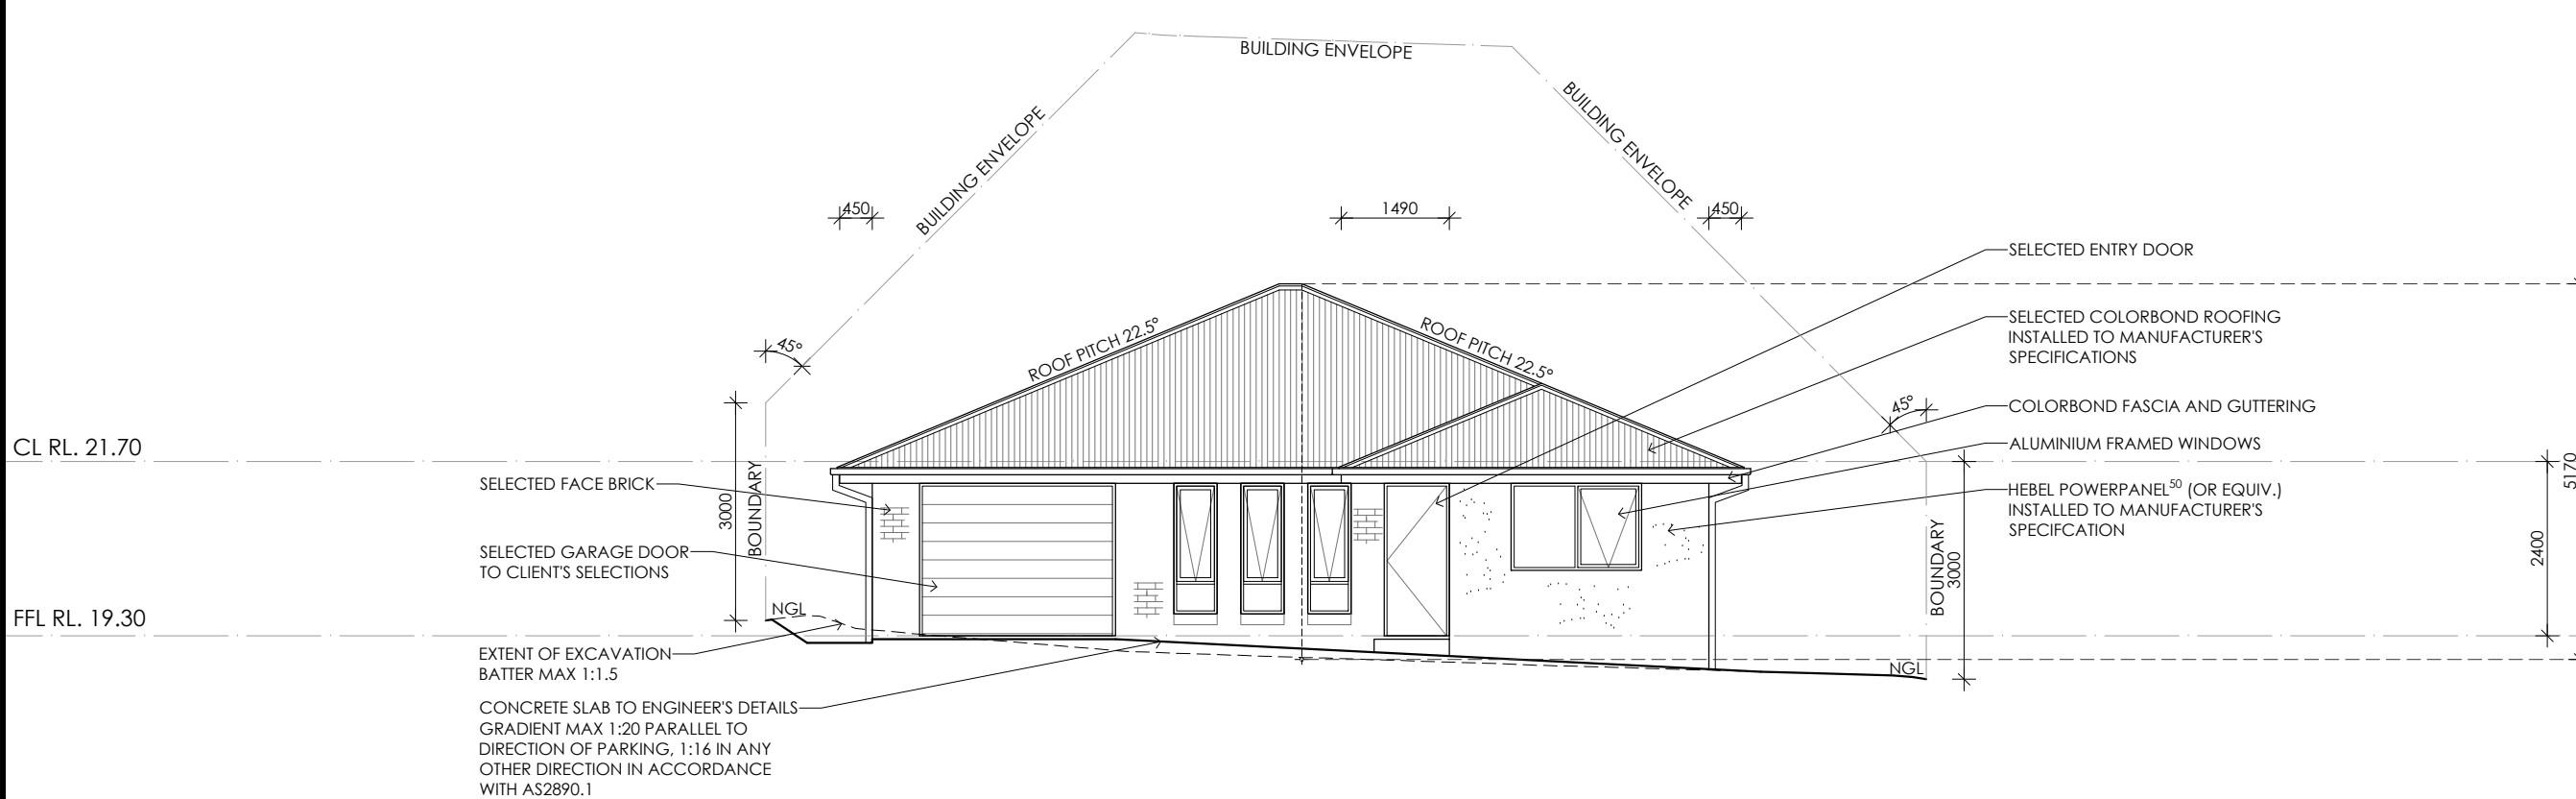 BUILDING ENVELOPE
BUILDING ENVELOPE
BUILDING ENVELOPE
450
1490
450
SELECTED ENTRY DOOR
SELECTED COLORBOND ROOFING
INSTALLED TO MANUFACTURER'S
SPECIFICATIONS
ROOF PITCH 22.5°
ROOF PITCH 22.5°
45°
45°
COLORBOND FASCIA AND GUTTERING
CL RL. 21.70
ALUMINIUM FRAMED WINDOWS
SELECTED FACE BRICK
HEBEL POWERPANEL⁵⁰ (OR EQUIV.)
INSTALLED TO MANUFACTURER'S
SPECIFCATION
3000
BOUNDARY
BOUNDARY
3000
2400
5170
SELECTED GARAGE DOOR
TO CLIENT'S SELECTIONS
NGL
FFL RL. 19.30
EXTENT OF EXCAVATION
BATTER MAX 1:1.5
NGL
CONCRETE SLAB TO ENGINEER'S DETAILS
GRADIENT MAX 1:20 PARALLEL TO
DIRECTION OF PARKING, 1:16 IN ANY
OTHER DIRECTION IN ACCORDANCE
WITH AS2890.1